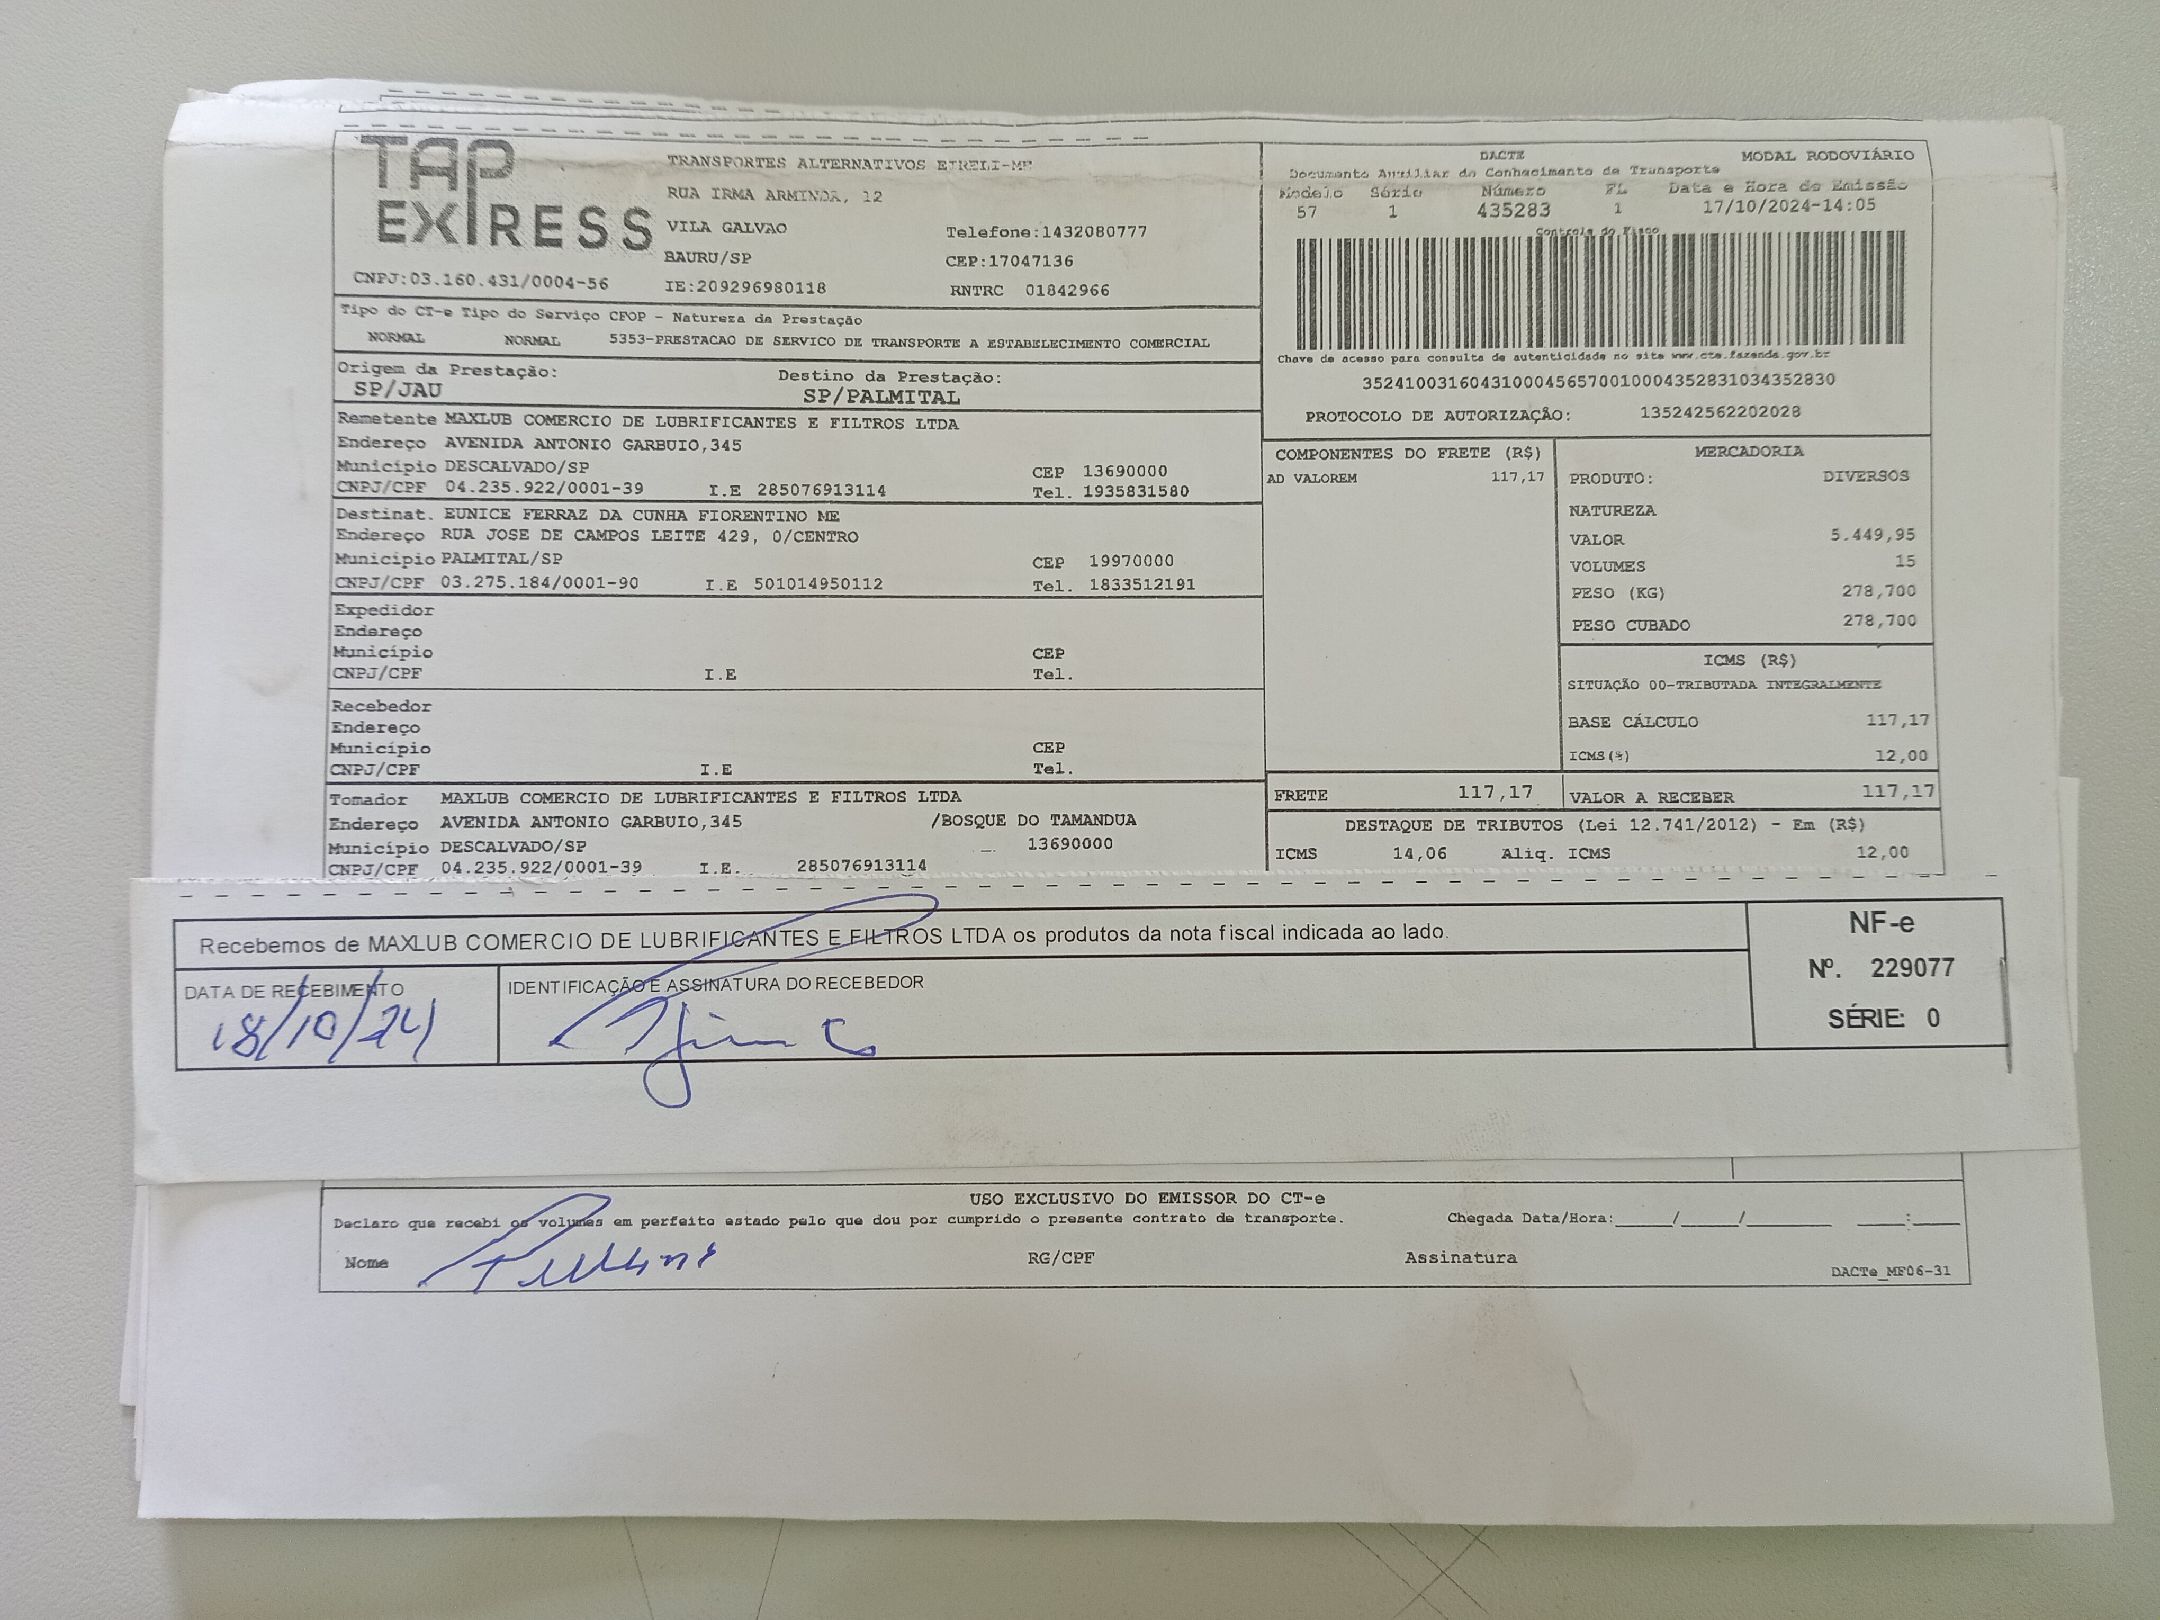 TAP EXPRESS
CNPJ:03.160.431/0004-56
TRANSPORTES ALTERNATIVOS EIRELI-ME
RUA IRMA ARMINDA, 12
VILA GALVAO Telefone:1432080777
BAURU/SP CEP:17047136
IE:209296980118 RNTRC 01842966
DACTE MODAL RODOVIÁRIO
Documento Auxiliar do Conhecimento de Transporte
Modelo Série Número FL Data e Hora de Emissão
57 1 435283 1 17/10/2024-14:05
Controle do Fisco
Chave de acesso para consulta de autenticidade no site www.cte.fazenda.gov.br
35241003160431000456570010004352831034352830
PROTOCOLO DE AUTORIZAÇÃO: 135242562202028
Tipo do CT-e Tipo do Serviço CFOP - Natureza da Prestação
NORMAL NORMAL 5353-PRESTACAO DE SERVICO DE TRANSPORTE A ESTABELECIMENTO COMERCIAL
Origem da Prestação: Destino da Prestação:
SP/JAU SP/PALMITAL
Remetente MAXLUB COMERCIO DE LUBRIFICANTES E FILTROS LTDA
Endereço AVENIDA ANTONIO GARBUIO,345
Município DESCALVADO/SP CEP 13690000
CNPJ/CPF 04.235.922/0001-39 I.E 285076913114 Tel. 1935831580
Destinat. EUNICE FERRAZ DA CUNHA FIORENTINO ME
Endereço RUA JOSE DE CAMPOS LEITE 429, 0/CENTRO
Município PALMITAL/SP CEP 19970000
CNPJ/CPF 03.275.184/0001-90 I.E 501014950112 Tel. 1833512191
Expedidor
Endereço
Município CEP
CNPJ/CPF I.E Tel.
Recebedor
Endereço
Município CEP
CNPJ/CPF I.E Tel.
Tomador MAXLUB COMERCIO DE LUBRIFICANTES E FILTROS LTDA
Endereço AVENIDA ANTONIO GARBUIO,345 /BOSQUE DO TAMANDUA
Município DESCALVADO/SP 13690000
CNPJ/CPF 04.235.922/0001-39 I.E. 285076913114
COMPONENTES DO FRETE (R$)
AD VALOREM 117,17
MERCADORIA
PRODUTO: DIVERSOS
NATUREZA
VALOR 5.449,95
VOLUMES 15
PESO (KG) 278,700
PESO CUBADO 278,700
ICMS (R$)
SITUAÇÃO 00-TRIBUTADA INTEGRALMENTE
BASE CÁLCULO 117,17
ICMS(%) 12,00
FRETE 117,17 VALOR A RECEBER 117,17
DESTAQUE DE TRIBUTOS (Lei 12.741/2012) - Em (R$)
ICMS 14,06 Aliq. ICMS 12,00
Recebemos de MAXLUB COMERCIO DE LUBRIFICANTES E FILTROS LTDA os produtos da nota fiscal indicada ao lado.
DATA DE RECEBIMENTO IDENTIFICAÇÃO E ASSINATURA DO RECEBEDOR
18/10/24
NF-e
Nº. 229077
SÉRIE: 0
USO EXCLUSIVO DO EMISSOR DO CT-e
Declaro que recebi os volumes em perfeito estado pelo que dou por cumprido o presente contrato de transporte. Chegada Data/Hora:_____/_____/_______ ____:____
Nome RG/CPF Assinatura
DACTe_MF06-31